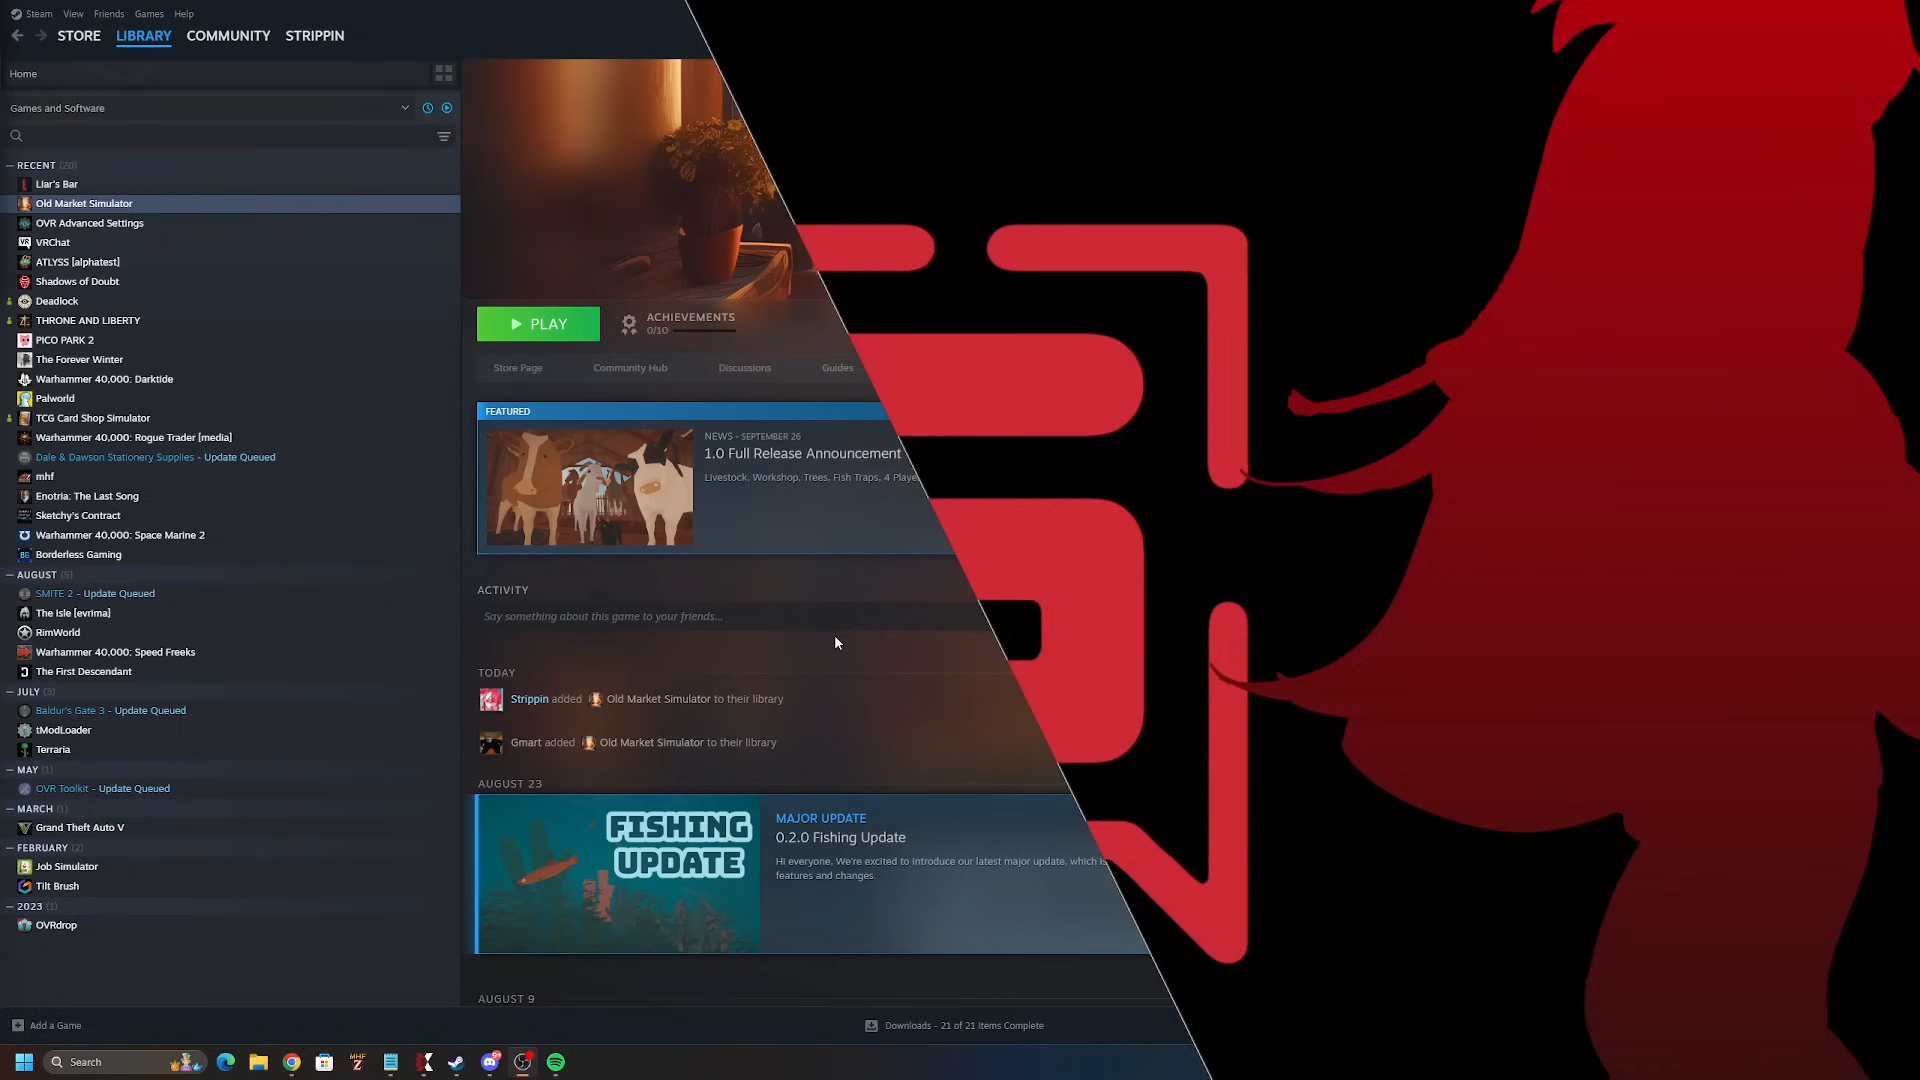 Steam View Friends Games Help
STORE LIBRARY COMMUNITY STRIPPIN
Home
Games and Software
RECENT (20)
Liar's Bar
Old Market Simulator
OVR Advanced Settings
VRChat
ATLYSS [alphatest]
Shadows of Doubt
Deadlock
THRONE AND LIBERTY
PICO PARK 2
The Forever Winter
Warhammer 40,000: Darktide
Palworld
TCG Card Shop Simulator
Warhammer 40,000: Rogue Trader [media]
Dale & Dawson Stationery Supplies - Update Queued
mhf
Enotria: The Last Song
Sketchy's Contract
Warhammer 40,000: Space Marine 2
Borderless Gaming
AUGUST (5)
SMITE 2 - Update Queued
The Isle [evrima]
RimWorld
Warhammer 40,000: Speed Freeks
The First Descendant
JULY (3)
Baldur's Gate 3 - Update Queued
tModLoader
Terraria
MAY (1)
OVR Toolkit - Update Queued
MARCH (1)
Grand Theft Auto V
FEBRUARY (2)
Job Simulator
Tilt Brush
2023 (1)
OVRdrop
Add a Game
PLAY
ACHIEVEMENTS
0/10
Store Page Community Hub Discussions Guides
FEATURED
NEWS - SEPTEMBER 26
1.0 Full Release Announcement
Livestock, Workshop, Trees, Fish Traps, 4 Playe
ACTIVITY
Say something about this game to your friends...
TODAY
Strippin added Old Market Simulator to their library
Gmart added Old Market Simulator to their library
AUGUST 23
FISHING
UPDATE
MAJOR UPDATE
0.2.0 Fishing Update
Hi everyone, We're excited to introduce our latest major update, which is
features and changes.
AUGUST 9
Downloads - 21 of 21 Items Complete
Search
MHF
Z
9+